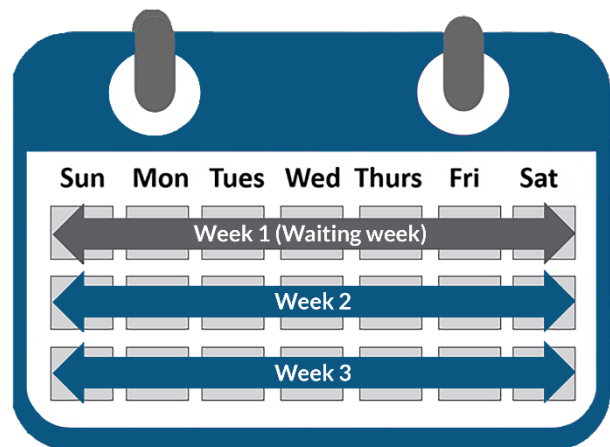 Sun Mon Tues Wed Thurs Fri Sat
Week 1 (Waiting week)
Week 2
Week 3